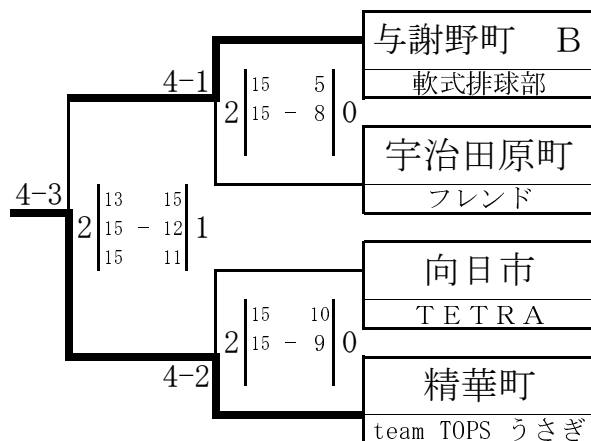 与謝野町　B
軟式排球部
4-1
15 5
2 15 - 8 0
宇治田原町
フレンド
4-3
13 15
2 15 - 12 1
15 11
向日市
ＴＥＴＲＡ
15 10
2 15 - 9 0
4-2
精華町
team TOPS うさぎ